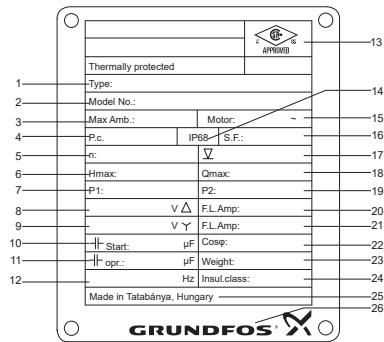 C US
APPROVED 13
Thermally protected
14
1 Type:
2 Model No.:
3 Max Amb.: Motor: ~ 15
4 P.c. IP68 S.F.: 16
5 n: 17
6 Hmax: Qmax: 18
7 P1: P2: 19
8 V △ F.L.Amp: 20
9 V Y F.L.Amp: 21
10 Start: µF Cosφ: 22
11 opr.: µF Weight: 23
12 Hz Insul.class: 24
Made in Tatabánya, Hungary 25
26
GRUNDFOS